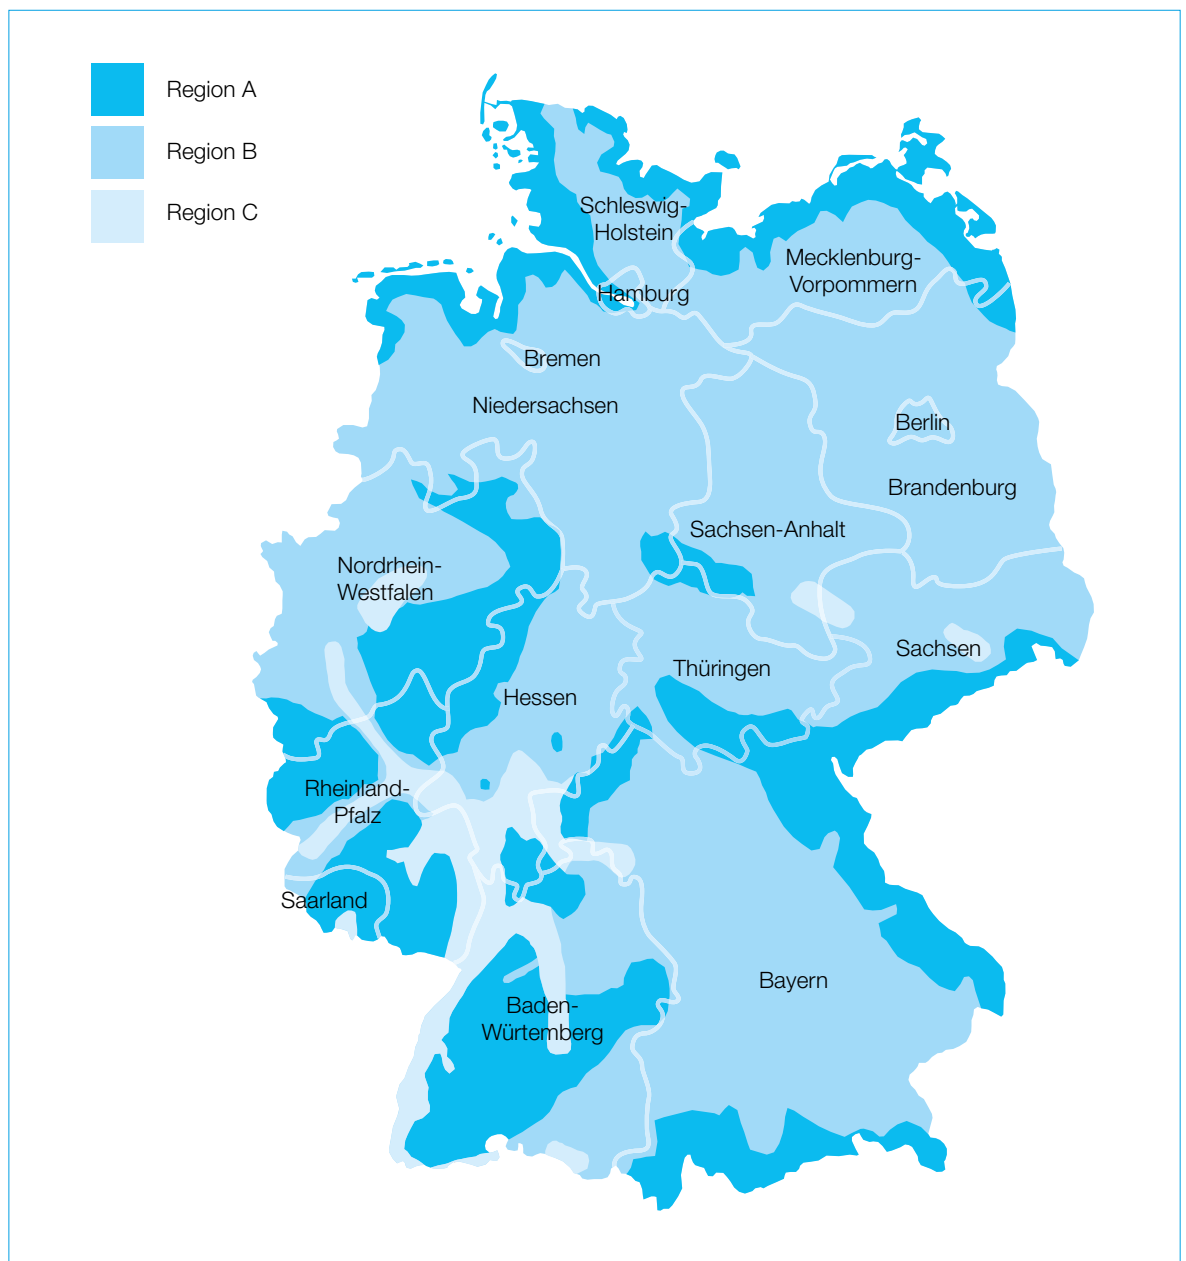 Region A
Region B
Region C
Schleswig-
Holstein
Mecklenburg-
Vorpommern
Hamburg
Bremen
Niedersachsen
Berlin
Brandenburg
Sachsen-Anhalt
Nordrhein-
Westfalen
Sachsen
Thüringen
Hessen
Rheinland-
Pfalz
Saarland
Bayern
Baden-
Würtemberg